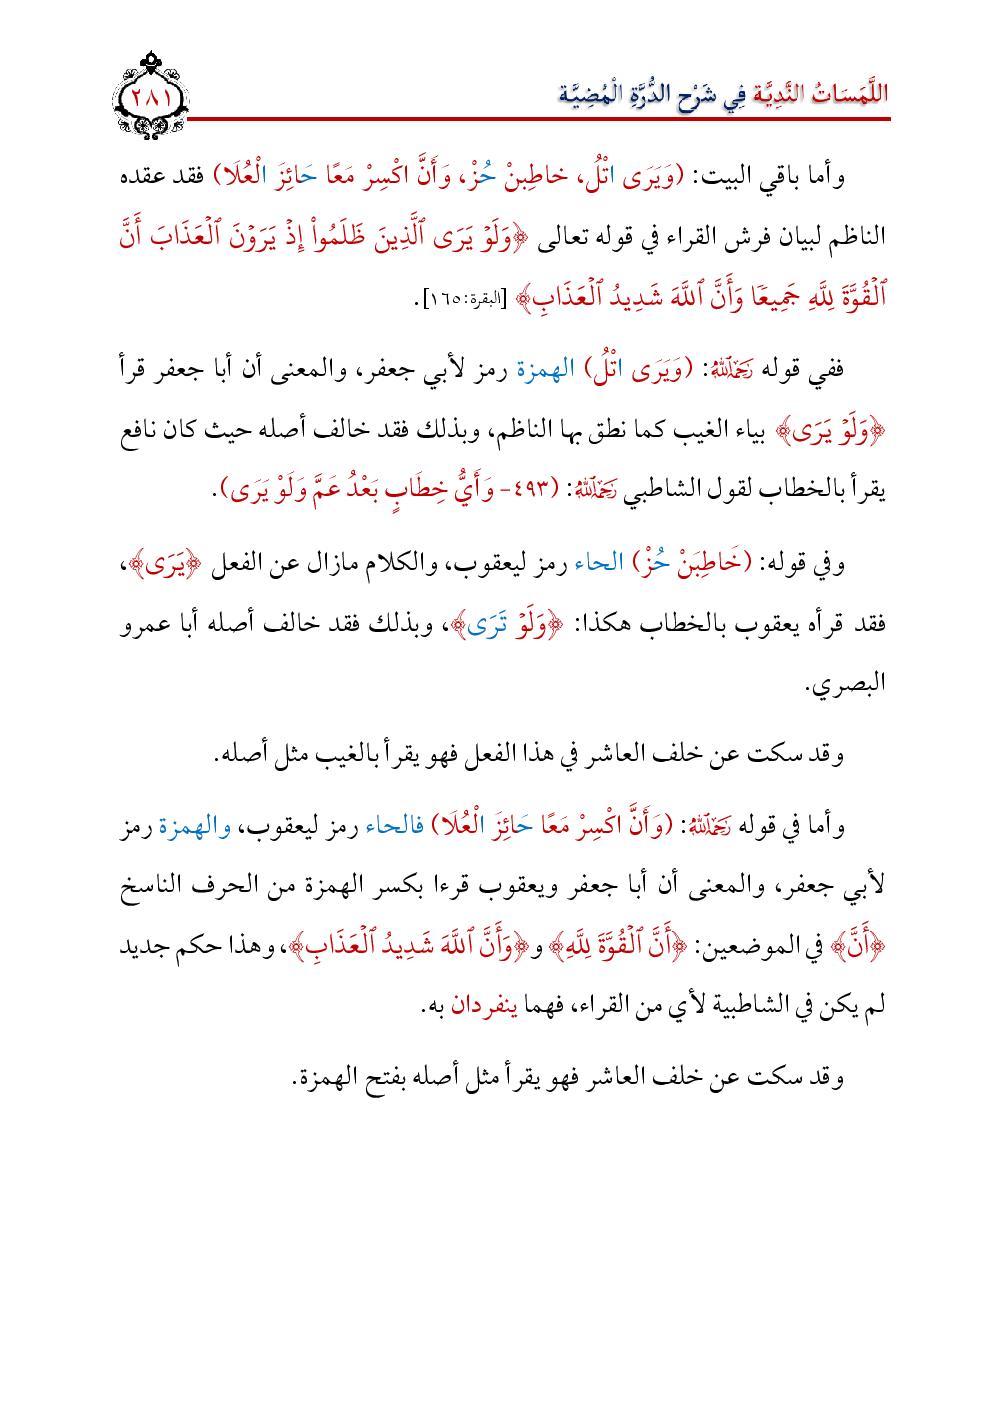 اللَّمَسَاتُ النَّدِيَّة فِي شَرْحِ الدُّرَّةِ الْمُضِيَّة
٢٨١
وأما باقي البيت: (وَيَرَى اتْلُ، خاطِبنْ حُزْ، وَأَنَّ اكْسِرْ مَعًا حَائِزَ الْعُلَا) فقد عقده
الناظم لبيان فرش القراء في قوله تعالى ﴿وَلَوۡ يَرَى ٱلَّذِينَ ظَلَمُوٓاْ إِذۡ يَرَوۡنَ ٱلۡعَذَابَ أَنَّ
ٱلۡقُوَّةَ لِلَّهِ جَمِيعٗا وَأَنَّ ٱللَّهَ شَدِيدُ ٱلۡعَذَابِ﴾ [البقرة: ١٦٥].
ففي قوله رَحِمَهُ ٱللَّهُ: (وَيَرَى اتْلُ) الهمزة رمز لأبي جعفر، والمعنى أن أبا جعفر قرأ
﴿وَلَوۡ يَرَى﴾ بياء الغيب كما نطق بها الناظم، وبذلك فقد خالف أصله حيث كان نافع
يقرأ بالخطاب لقول الشاطبي رَحِمَهُ ٱللَّهُ: (٤٩٣- وَأَيُّ خِطَابٍ بَعْدُ عَمَّ وَلَوْ يَرَى).
وفي قوله: (خَاطِبَنْ حُزْ) الحاء رمز ليعقوب، والكلام مازال عن الفعل ﴿يَرَى﴾،
فقد قرأه يعقوب بالخطاب هكذا: ﴿وَلَوۡ تَرَى﴾، وبذلك فقد خالف أصله أبا عمرو
البصري.
وقد سكت عن خلف العاشر في هذا الفعل فهو يقرأ بالغيب مثل أصله.
وأما في قوله رَحِمَهُ ٱللَّهُ: (وَأَنَّ اكْسِرْ مَعًا حَائِزَ الْعُلَا) فالحاء رمز ليعقوب، والهمزة رمز
لأبي جعفر، والمعنى أن أبا جعفر ويعقوب قرءا بكسر الهمزة من الحرف الناسخ
﴿أَنَّ﴾ في الموضعين: ﴿أَنَّ ٱلۡقُوَّةَ لِلَّهِ﴾ و﴿وَأَنَّ ٱللَّهَ شَدِيدُ ٱلۡعَذَابِ﴾، وهذا حكم جديد
لم يكن في الشاطبية لأي من القراء، فهما ينفردان به.
وقد سكت عن خلف العاشر فهو يقرأ مثل أصله بفتح الهمزة.